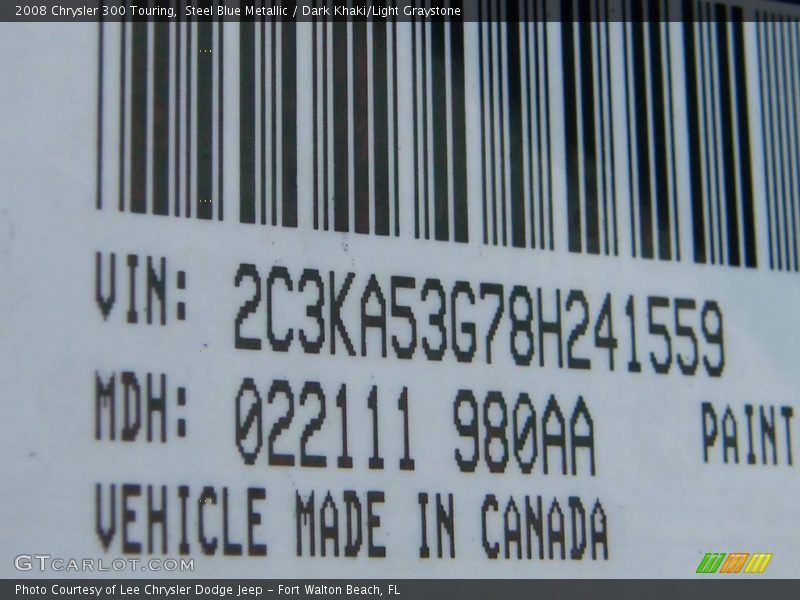 2008 Chrysler 300 Touring, Steel Blue Metallic / Dark Khaki/Light Graystone
VIN: 2C3KA53G78H241559
MDH: 022111 980AA PAINT
VEHICLE MADE IN CANADA
GTCARLOT.COM
Photo Courtesy of Lee Chrysler Dodge Jeep - Fort Walton Beach, FL